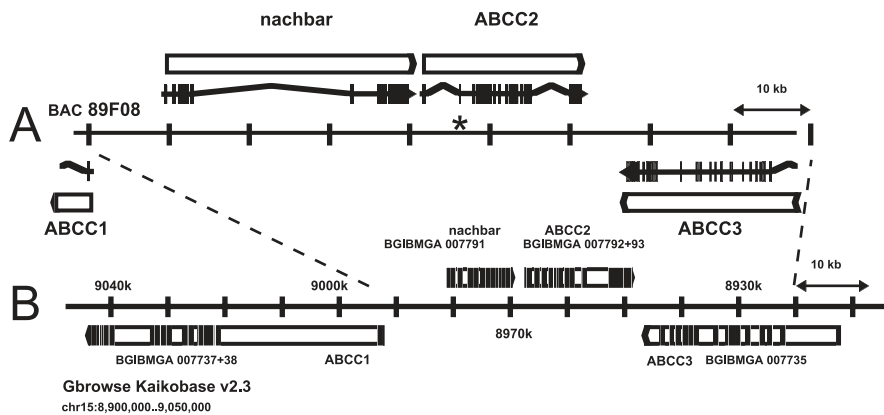 nachbar
ABCC2
BAC 89F08
10 kb
A
*
ABCC1
ABCC3
nachbar
BGIBMGA 007791
ABCC2
BGIBMGA 007792+93
10 kb
B
9040k
9000k
8930k
8970k
BGIBMGA 007737+38
ABCC1
ABCC3
BGIBMGA 007735
Gbrowse Kaikobase v2.3
chr15:8,900,000..9,050,000